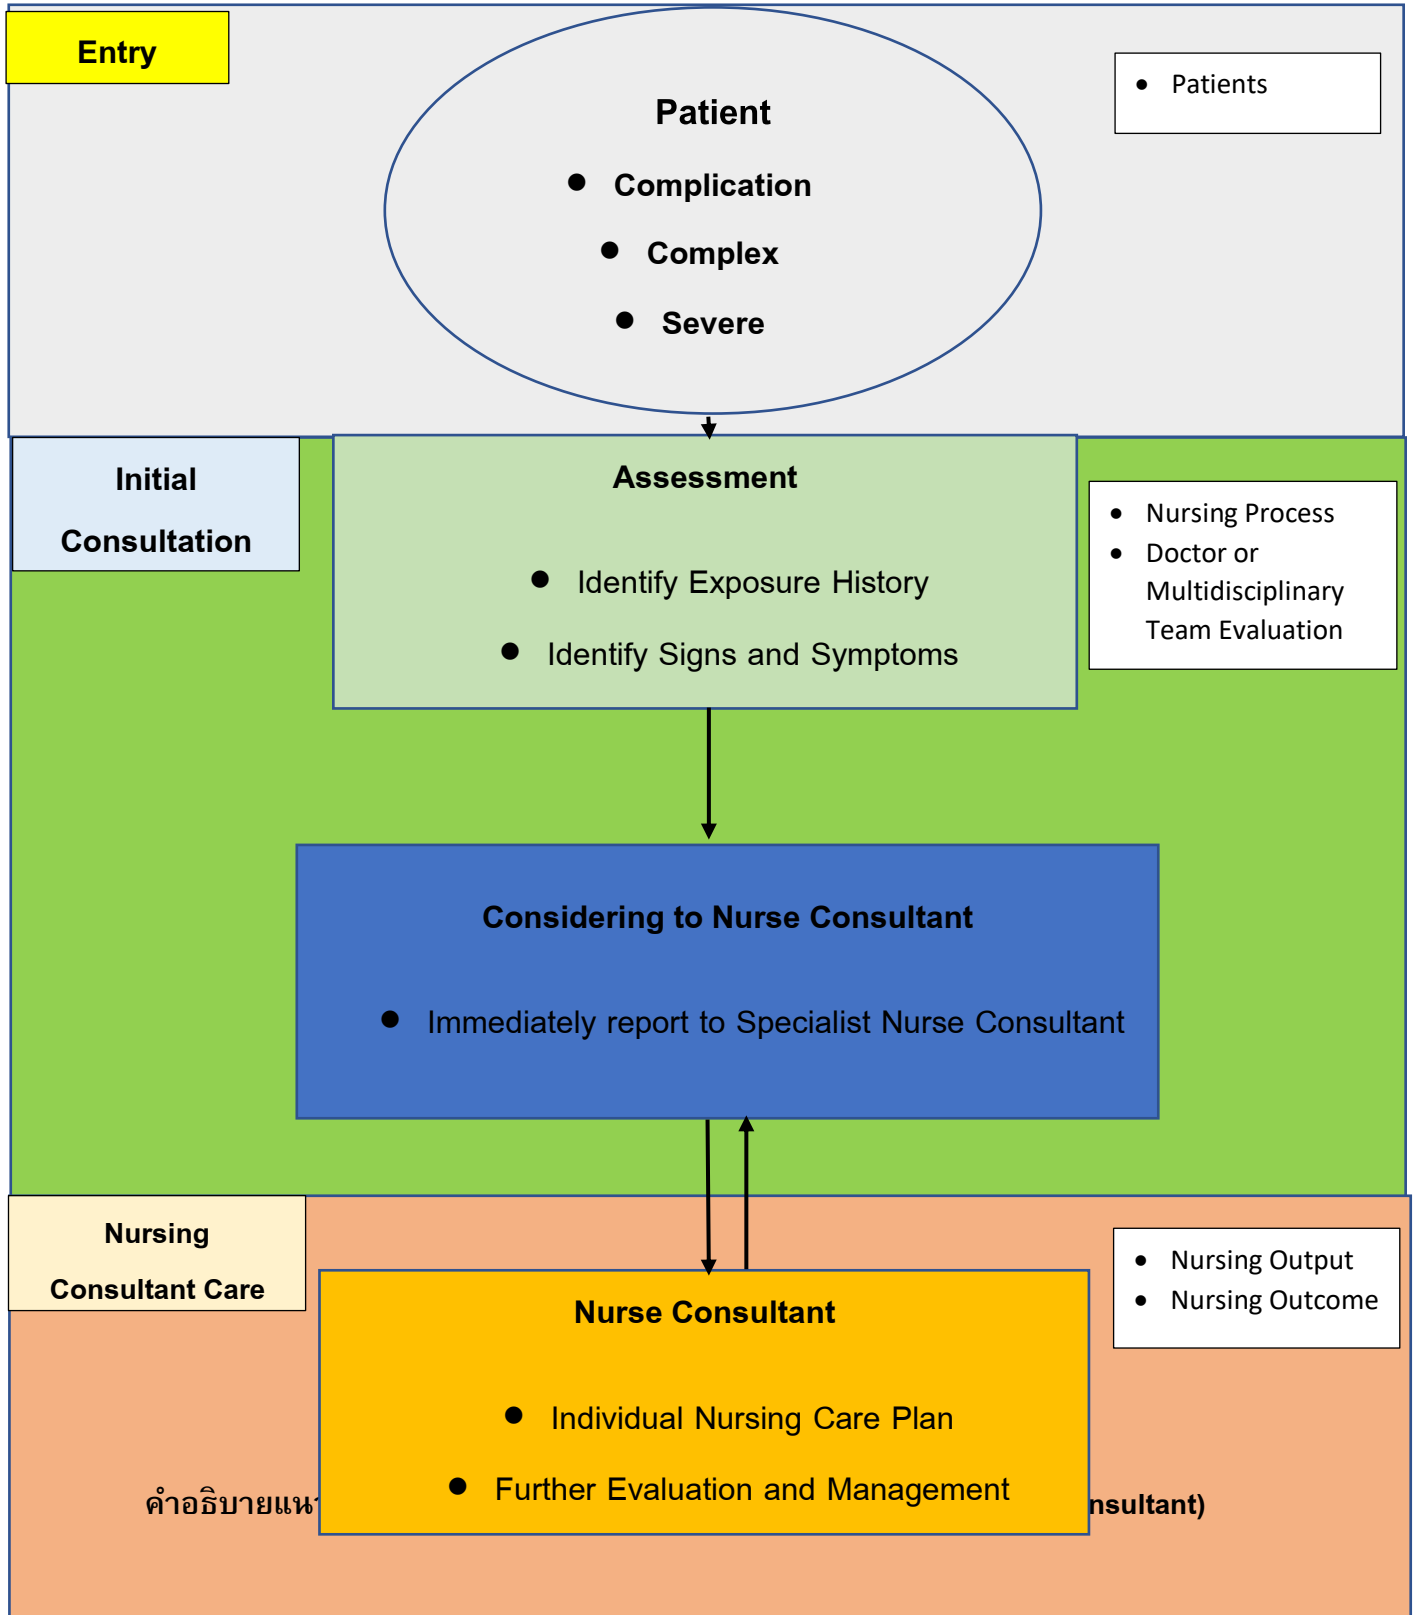 Entry
Patient
• Complication
• Complex
• Severe
• Patients
Initial
Consultation
Assessment
• Identify Exposure History
• Identify Signs and Symptoms
• Nursing Process
• Doctor or
Multidisciplinary
Team Evaluation
Considering to Nurse Consultant
• Immediately report to Specialist Nurse Consultant
Nursing
Consultant Care
Nurse Consultant
• Individual Nursing Care Plan
• Further Evaluation and Management
• Nursing Output
• Nursing Outcome
คำอธิบาย nsultant)